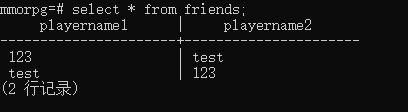 mmorpg=# select * from friends;
playername1 | playername2
--------------------+--------------------
123 | test
test | 123
(2 行记录)